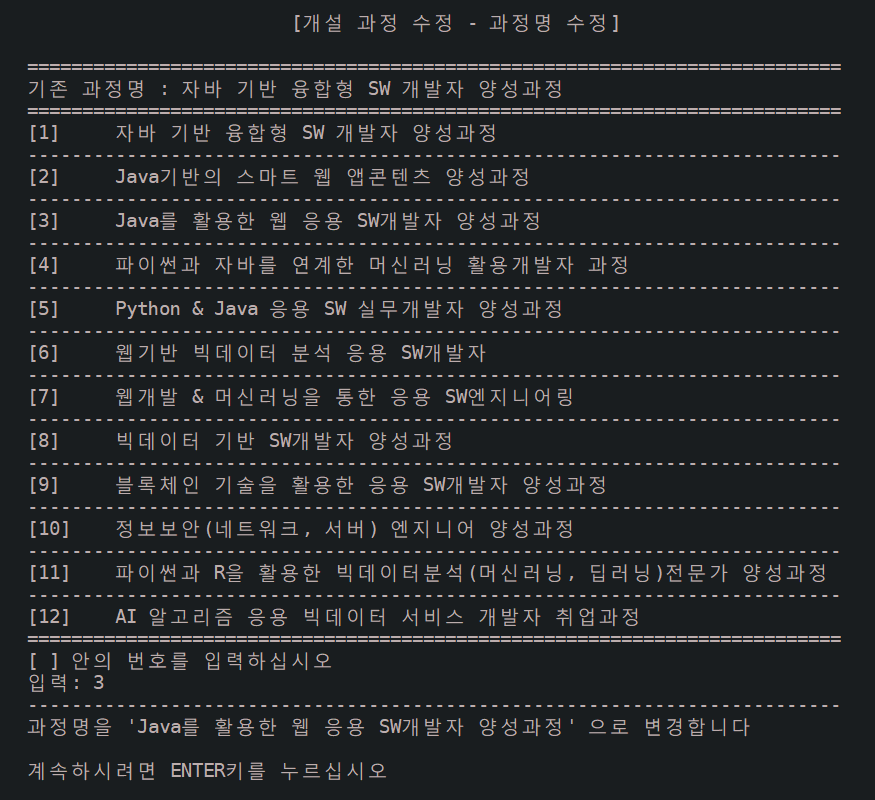 [개설 과정 수정 - 과정명 수정]
==========================================================================
기존 과정명 : 자바 기반 융합형 SW 개발자 양성과정
==========================================================================
[1] 자바 기반 융합형 SW 개발자 양성과정
--------------------------------------------------------------------------
[2] Java기반의 스마트 웹 앱콘텐츠 양성과정
--------------------------------------------------------------------------
[3] Java를 활용한 웹 응용 SW개발자 양성과정
--------------------------------------------------------------------------
[4] 파이썬과 자바를 연계한 머신러닝 활용개발자 과정
--------------------------------------------------------------------------
[5] Python & Java 응용 SW 실무개발자 양성과정
--------------------------------------------------------------------------
[6] 웹기반 빅데이터 분석 응용 SW개발자
--------------------------------------------------------------------------
[7] 웹개발 & 머신러닝을 통한 응용 SW엔지니어링
--------------------------------------------------------------------------
[8] 빅데이터 기반 SW개발자 양성과정
--------------------------------------------------------------------------
[9] 블록체인 기술을 활용한 응용 SW개발자 양성과정
--------------------------------------------------------------------------
[10] 정보보안(네트워크, 서버) 엔지니어 양성과정
--------------------------------------------------------------------------
[11] 파이썬과 R을 활용한 빅데이터분석(머신러닝, 딥러닝)전문가 양성과정
--------------------------------------------------------------------------
[12] AI 알고리즘 응용 빅데이터 서비스 개발자 취업과정
==========================================================================
[ ] 안의 번호를 입력하십시오
입력: 3
--------------------------------------------------------------------------
과정명을 'Java를 활용한 웹 응용 SW개발자 양성과정' 으로 변경합니다
계속하시려면 ENTER키를 누르십시오